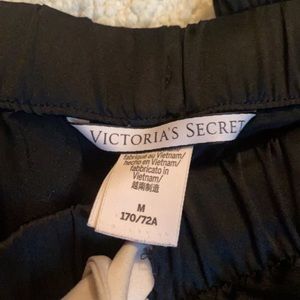 VICTORIA'S SECRET
fabriqué au Vietnam/
hecho en Vietnam/
fabbricato in
Vietnam/
越南制造
M
170/72A